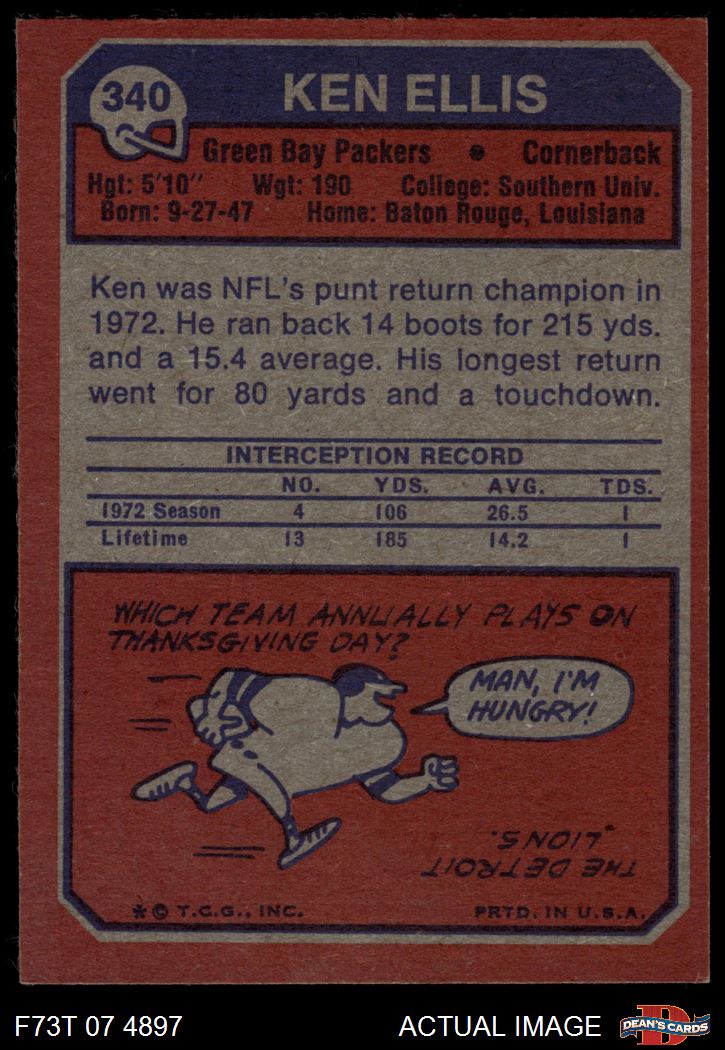 340
KEN ELLIS
Green Bay Packers • Cornerback
Hgt: 5'10" Wgt: 190 College: Southern Univ.
Born: 9-27-47 Home: Baton Rouge, Louisiana
Ken was NFL's punt return champion in
1972. He ran back 14 boots for 215 yds.
and a 15.4 average. His longest return
went for 80 yards and a touchdown.
INTERCEPTION RECORD
NO. YDS. AVG. TDS.
1972 Season 4 106 26.5 1
Lifetime 13 185 14.2 1
WHICH TEAM ANNUALLY PLAYS ON
THANKSGIVING DAY?
MAN, I'M
HUNGRY!
THE DETROIT
LIONS.
* © T.C.G., INC. PRTD. IN U.S.A.
F73T 07 4897 ACTUAL IMAGE D DEAN'S CARDS